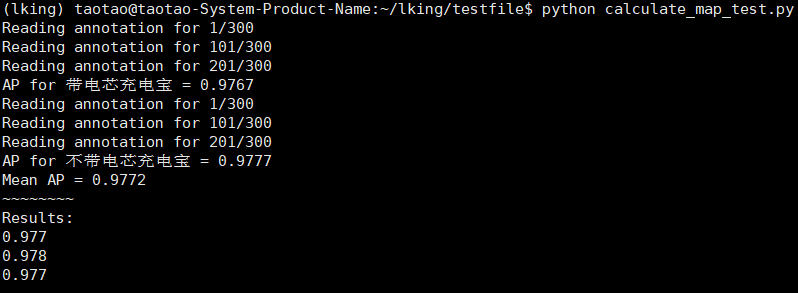 (lking) taotao@taotao-System-Product-Name:~/lking/testfile$ python calculate_map_test.py
Reading annotation for 1/300
Reading annotation for 101/300
Reading annotation for 201/300
AP for 带电芯充电宝 = 0.9767
Reading annotation for 1/300
Reading annotation for 101/300
Reading annotation for 201/300
AP for 不带电芯充电宝 = 0.9777
Mean AP = 0.9772
~~~~~~~~
Results:
0.977
0.978
0.977